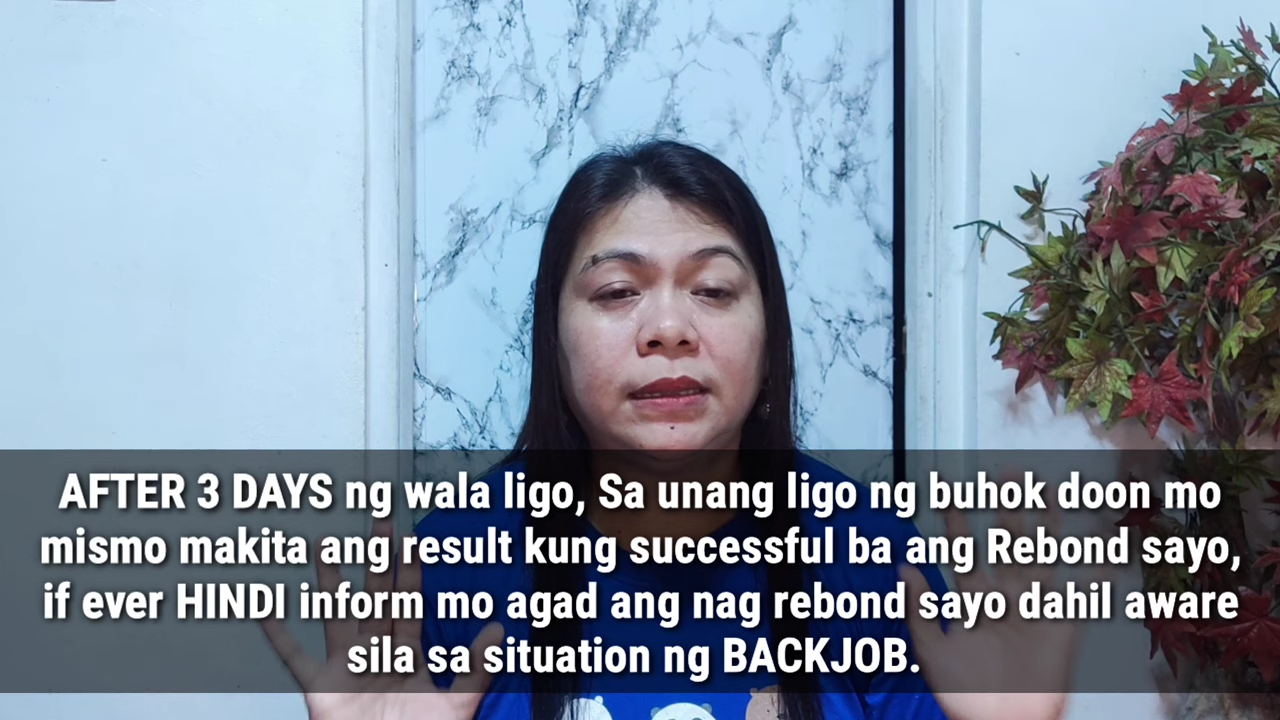 AFTER 3 DAYS ng wala ligo, Sa unang ligo ng buhok doon mo
mismo makita ang result kung successful ba ang Rebond sayo,
if ever HINDI inform mo agad ang nag rebond sayo dahil aware
sila sa situation ng BACKJOB.